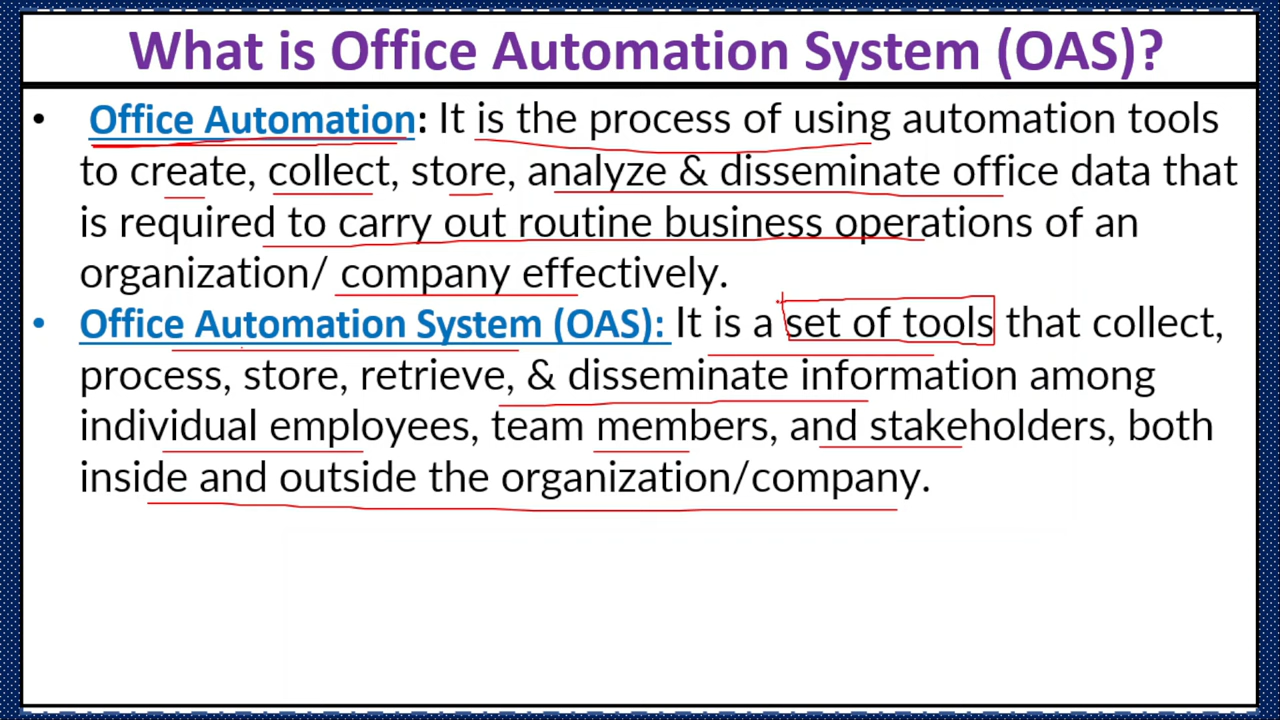 What is Office Automation System (OAS)?
• Office Automation: It is the process of using automation tools
to create, collect, store, analyze & disseminate office data that
is required to carry out routine business operations of an
organization/ company effectively.
• Office Automation System (OAS): It is a set of tools that collect,
process, store, retrieve, & disseminate information among
individual employees, team members, and stakeholders, both
inside and outside the organization/company.